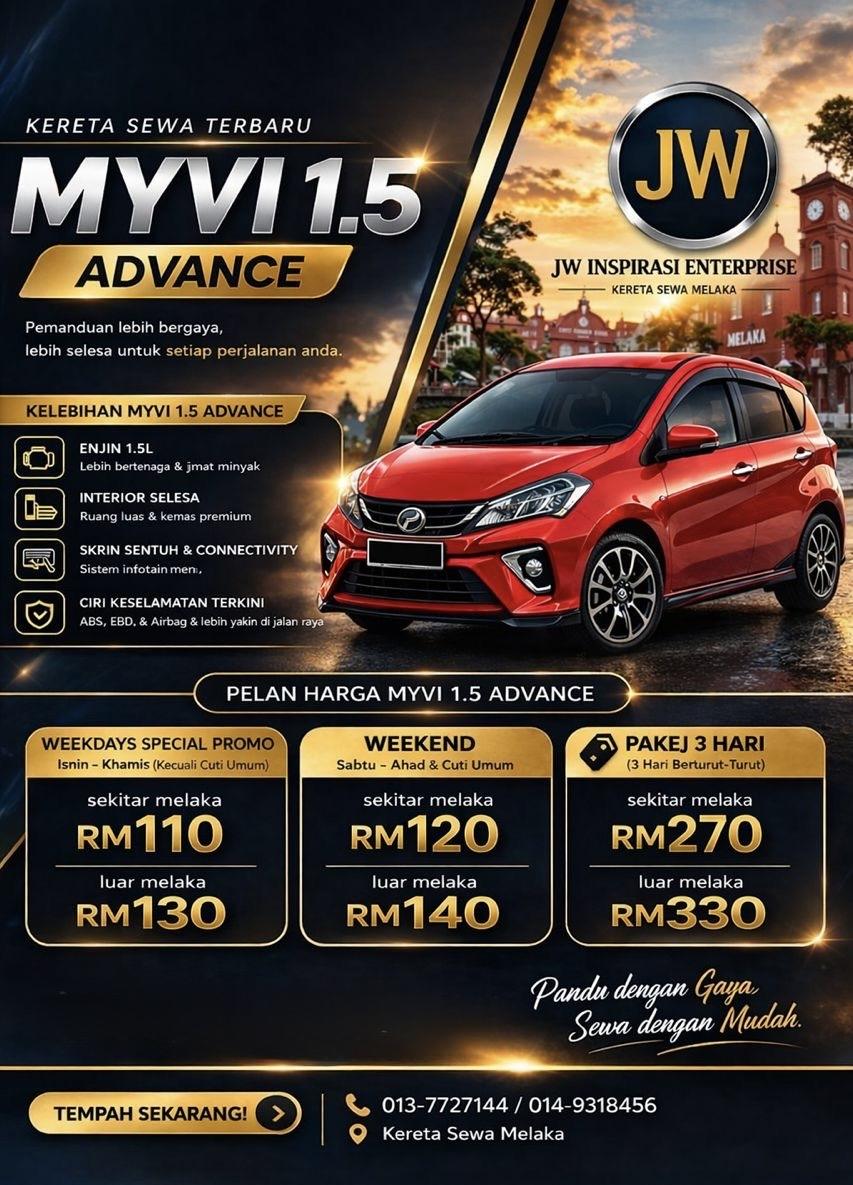 KERETA SEWA TERBARU
MYVI 1.5
ADVANCE
Pemanduan lebih bergaya,
lebih selesa untuk setiap perjalanan anda.
JW
JW INSPIRASI ENTERPRISE
KERETA SEWA MELAKA
MELAKA
KELEBIHAN MYVI 1.5 ADVANCE
ENJIN 1.5L
Lebih bertenaga & jmat minyak
INTERIOR SELESA
Ruang luas & kemas premium
SKRIN SENTUH & CONNECTIVITY
Sistem infotain men:,
CIRI KESELAMATAN TERKINI
ABS, EBD, & Airbag & lebih yakin di jalan raya
PELAN HARGA MYVI 1.5 ADVANCE
WEEKDAYS SPECIAL PROMO
Isnin – Khamis (Kecuali Cuti Umum)
sekitar melaka
RM110
luar melaka
RM130
WEEKEND
Sabtu – Ahad & Cuti Umum
sekitar melaka
RM120
luar melaka
RM140
PAKEJ 3 HARI
(3 Hari Berturut-Turut)
sekitar melaka
RM270
luar melaka
RM330
Pandu dengan Gaya,
Sewa dengan Mudah.
TEMPAH SEKARANG!
013-7727144 / 014-9318456
Kereta Sewa Melaka